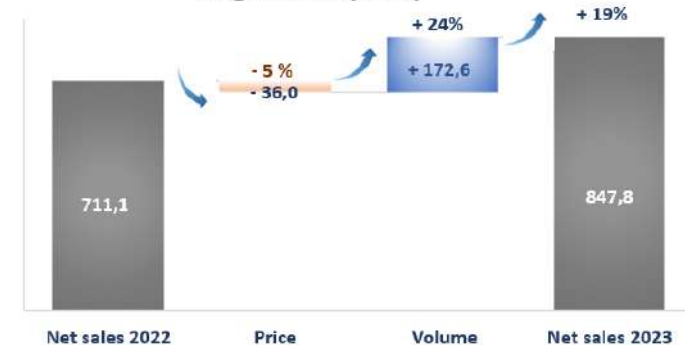 + 24%
+ 19%
- 5 %
- 36,0
+ 172,6
711,1
847,8
Net sales 2022
Price
Volume
Net sales 2023